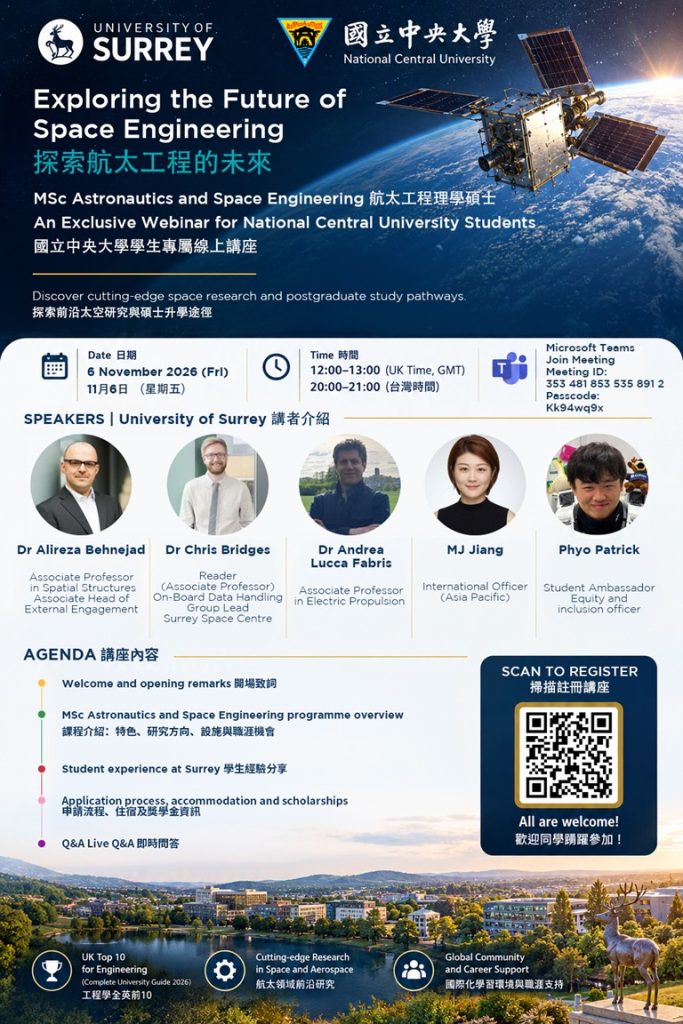 UNIVERSITY OF
SURREY
國立中央大學
National Central University
Exploring the Future of
Space Engineering
探索航太工程的未來
MSc Astronautics and Space Engineering 航太工程理學碩士
An Exclusive Webinar for National Central University Students
國立中央大學學生專屬線上講座
Discover cutting-edge space research and postgraduate study pathways.
探索前沿太空研究與碩士升學途徑
Date 日期
6 November 2026 (Fri)
11月6日 （星期五）
Time 時間
12:00–13:00 (UK Time, GMT)
20:00–21:00 (台灣時間)
Microsoft Teams
Join Meeting
Meeting ID:
353 481 853 535 891 2
Passcode:
Kk94wq9x
SPEAKERS | University of Surrey 講者介紹
Dr Alireza Behnejad
Associate Professor
in Spatial Structures
Associate Head of
External Engagement
Dr Chris Bridges
Reader
(Associate Professor)
On-Board Data Handling
Group Lead
Surrey Space Centre
Dr Andrea
Lucca Fabris
Associate Professor
in Electric Propulsion
MJ Jiang
International Officer
(Asia Pacific)
Phyo Patrick
Student Ambassador
Equity and
inclusion officer
AGENDA 講座內容
Welcome and opening remarks 開場致詞
MSc Astronautics and Space Engineering programme overview
課程介紹：特色、研究方向、設施與職涯機會
Student experience at Surrey 學生經驗分享
Application process, accommodation and scholarships
申請流程、住宿及獎學金資訊
Q&A Live Q&A 即時問答
SCAN TO REGISTER
掃描註冊講座
All are welcome!
歡迎同學踴躍參加！
UK Top 10
for Engineering
(Complete University Guide 2026)
工程學全英前10
Cutting-edge Research
in Space and Aerospace
航太領域前沿研究
Global Community
and Career Support
國際化學習環境與職涯支持